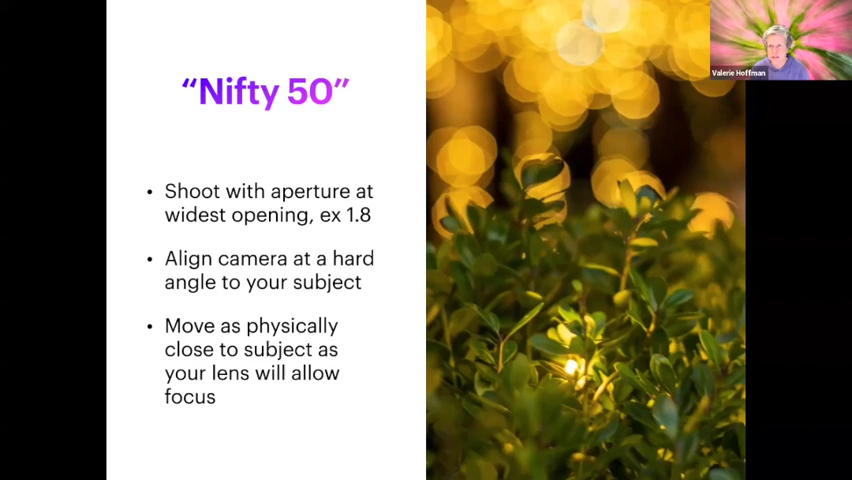 “Nifty 50”
• Shoot with aperture at
widest opening, ex 1.8
• Align camera at a hard
angle to your subject
• Move as physically
close to subject as
your lens will allow
focus
Valerie Hoffman